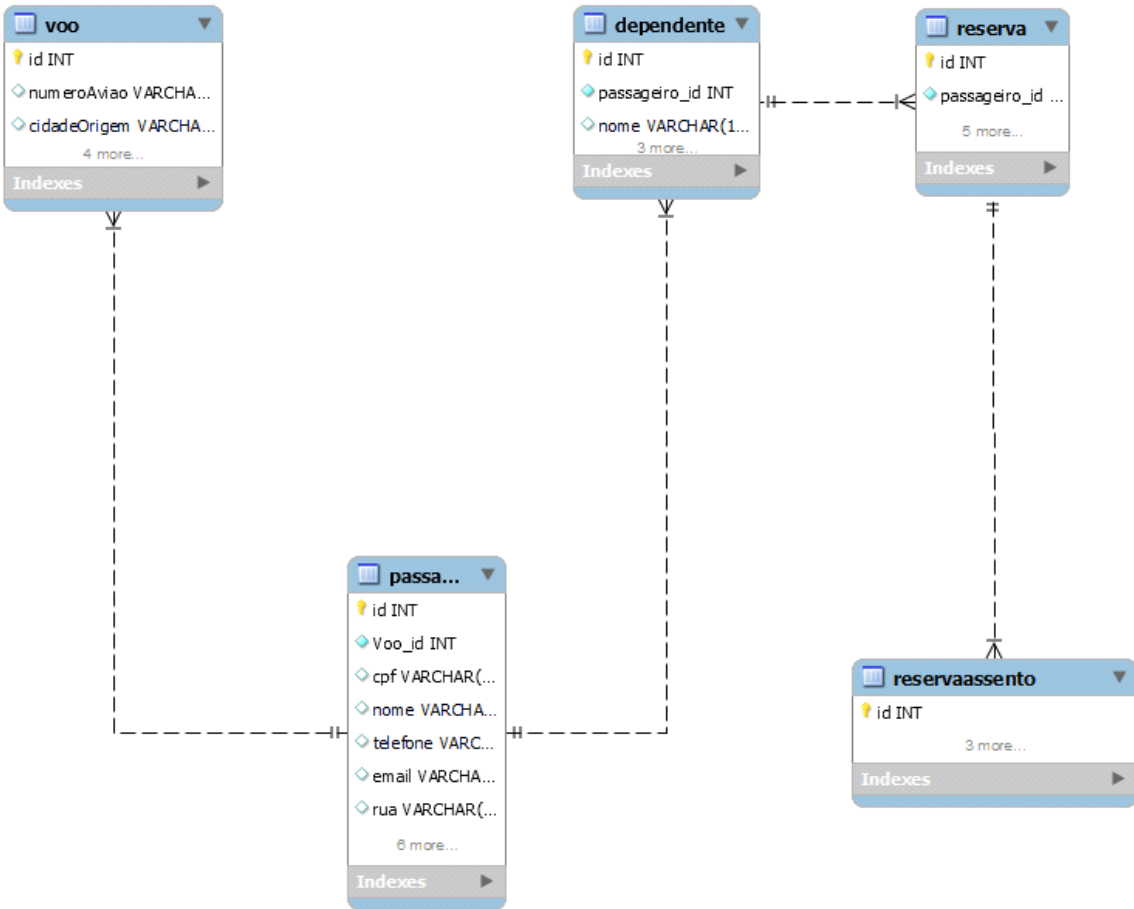 voo
id INT
numeroAviao VARCHA...
cidadeOrigem VARCHA...
4 more...
Indexes
dependente
id INT
passageiro_id INT
nome VARCHAR(1...
3 more...
Indexes
reserva
id INT
passageiro_id ...
5 more...
Indexes
passa...
id INT
Voo_id INT
cpf VARCHAR(...
nome VARCHA...
telefone VARC...
email VARCHA...
rua VARCHAR(...
6 more...
Indexes
reservaassento
id INT
3 more...
Indexes